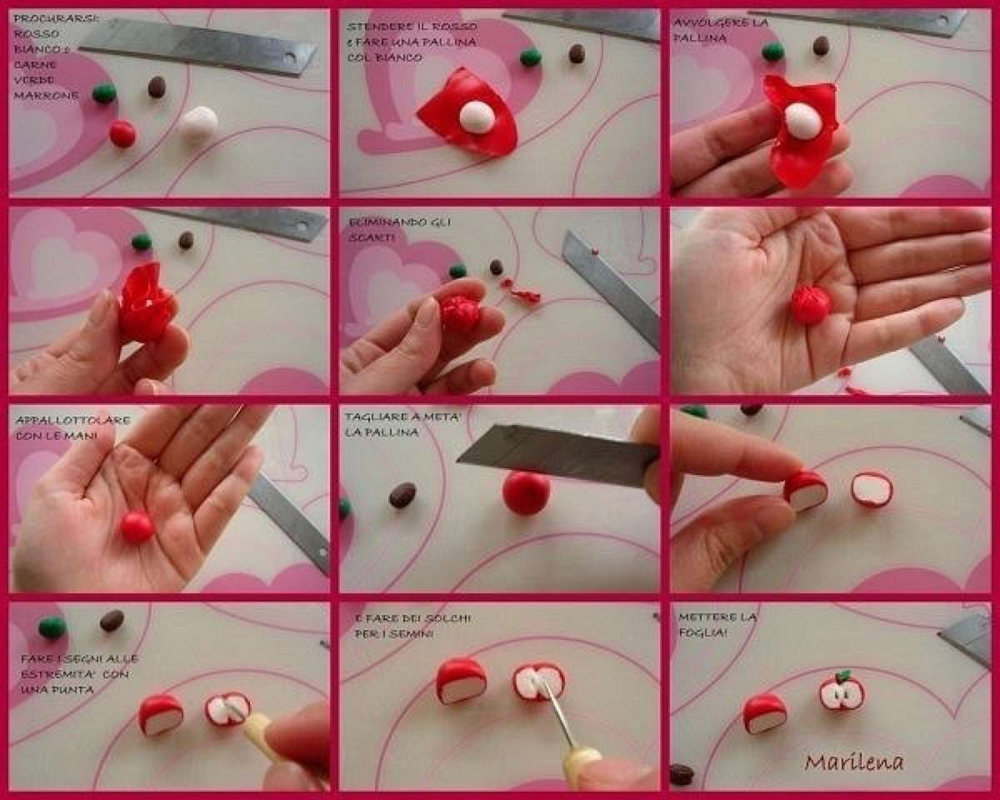 PROCURARSI:
ROSSO
BIANCO o
CARNE
VERDE
MARRONE
STENDERE IL ROSSO
e FARE UNA PALLINA
COL BIANCO
AVVOLGERE LA
PALLINA
ELIMINANDO GLI
SCARTI
APPALLOTTOLARE
CON LE MANI
TAGLIARE A META'
LA PALLINA
FARE I SEGNI ALLE
ESTREMITA' CON
UNA PUNTA
E FARE DEI SOLCHI
PER I SEMINI
METTERE LA
FOGLIA!
Marilena